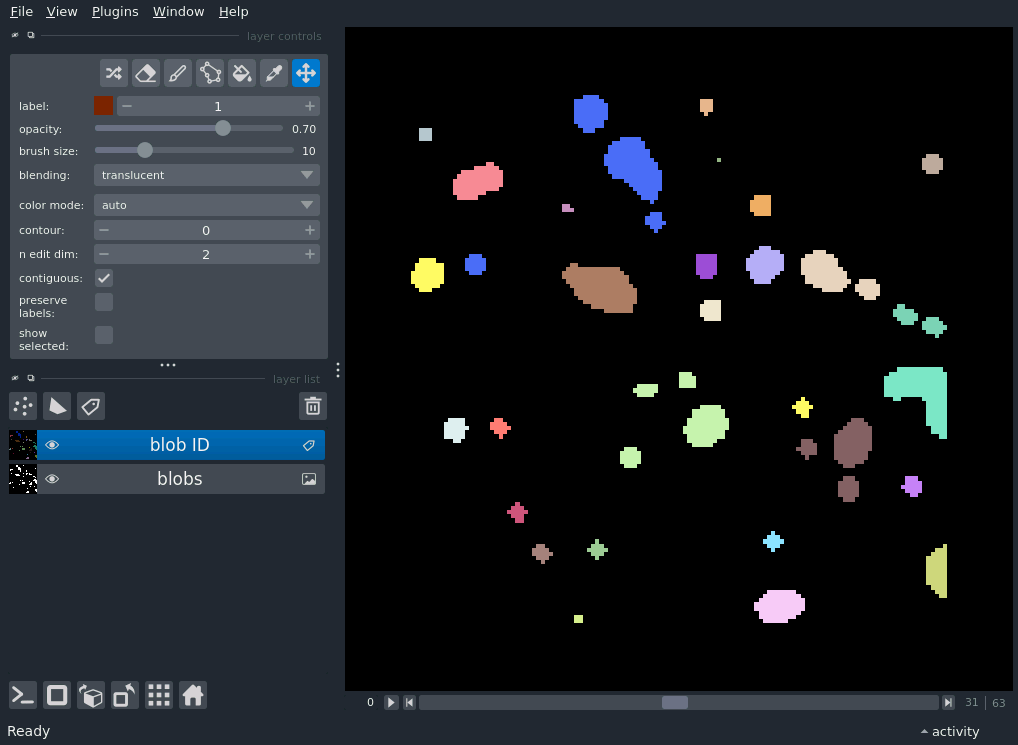 File View Plugins Window Help
layer controls
label: 1
opacity: 0.70
brush size: 10
blending: translucent
color mode: auto
contour: 0
n edit dim: 2
contiguous:
preserve
labels:
show
selected:
layer list
blob ID
blobs
0 31 | 63
Ready activity